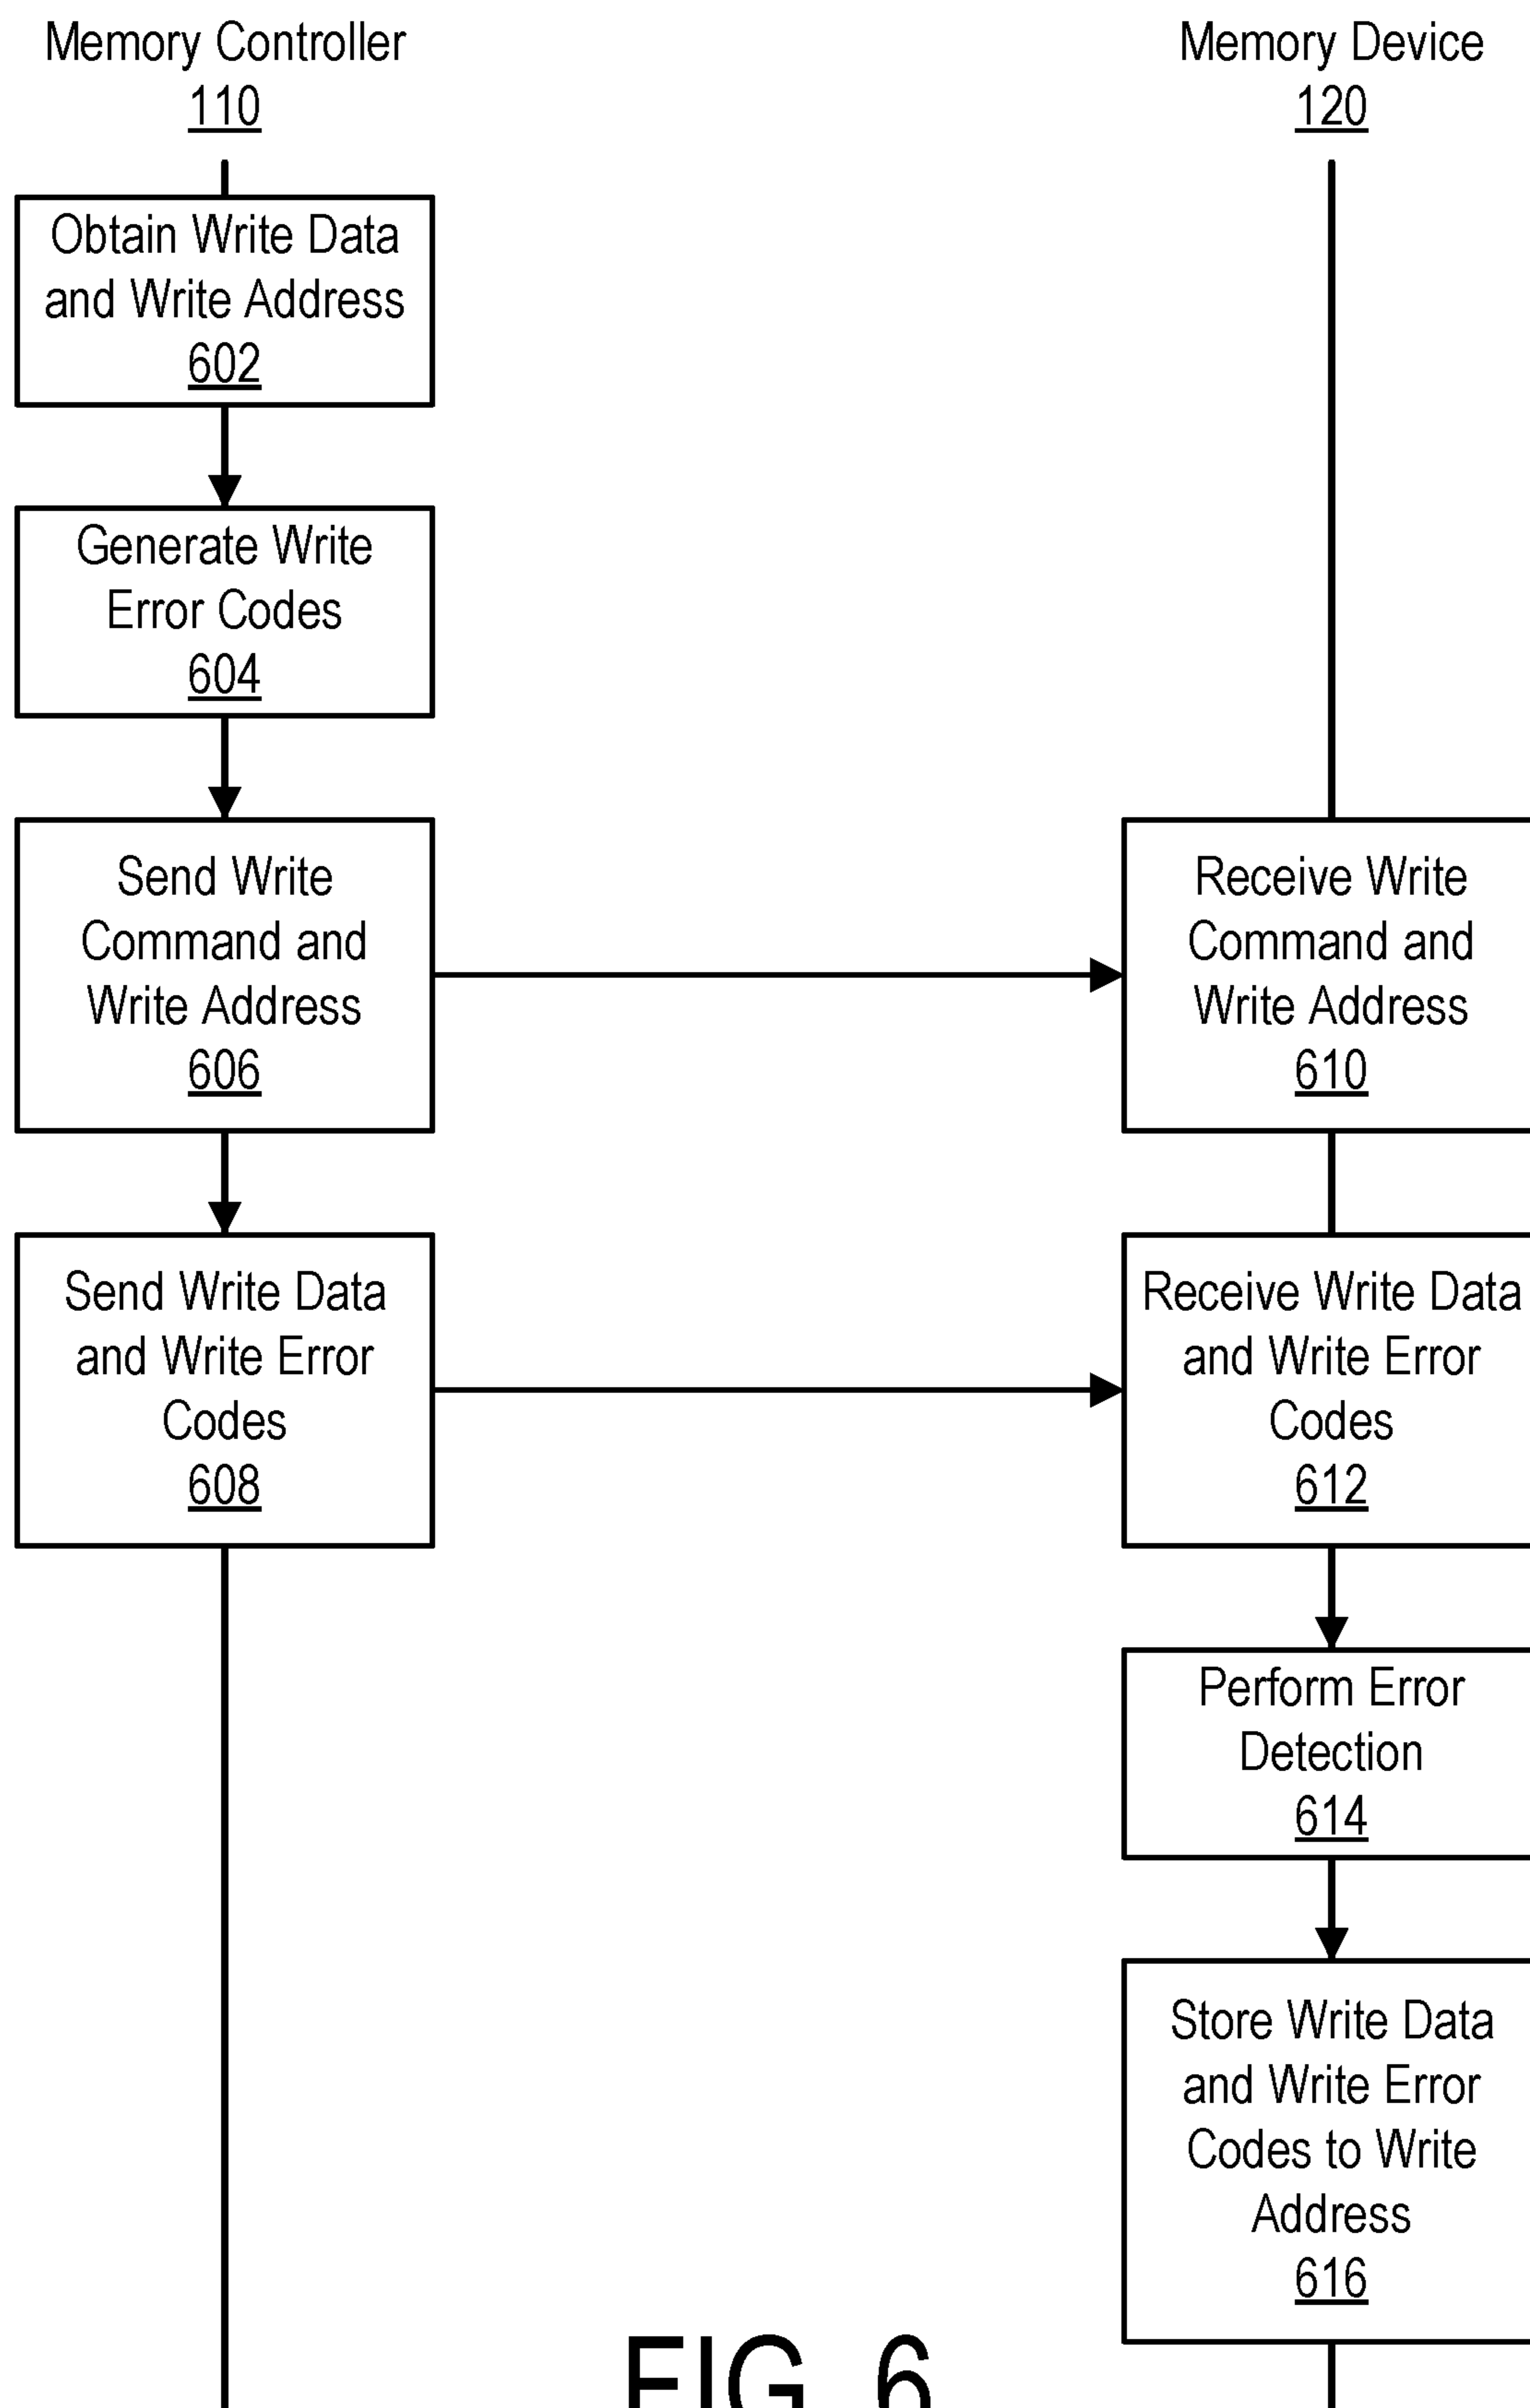 Memory Controller
110
Memory Device
120
Obtain Write Data
and Write Address
602
Generate Write
Error Codes
604
Send Write
Command and
Write Address
606
Receive Write
Command and
Write Address
610
Send Write Data
and Write Error
Codes
608
Receive Write Data
and Write Error
Codes
612
Perform Error
Detection
614
Store Write Data
and Write Error
Codes to Write
Address
616
FIG 6